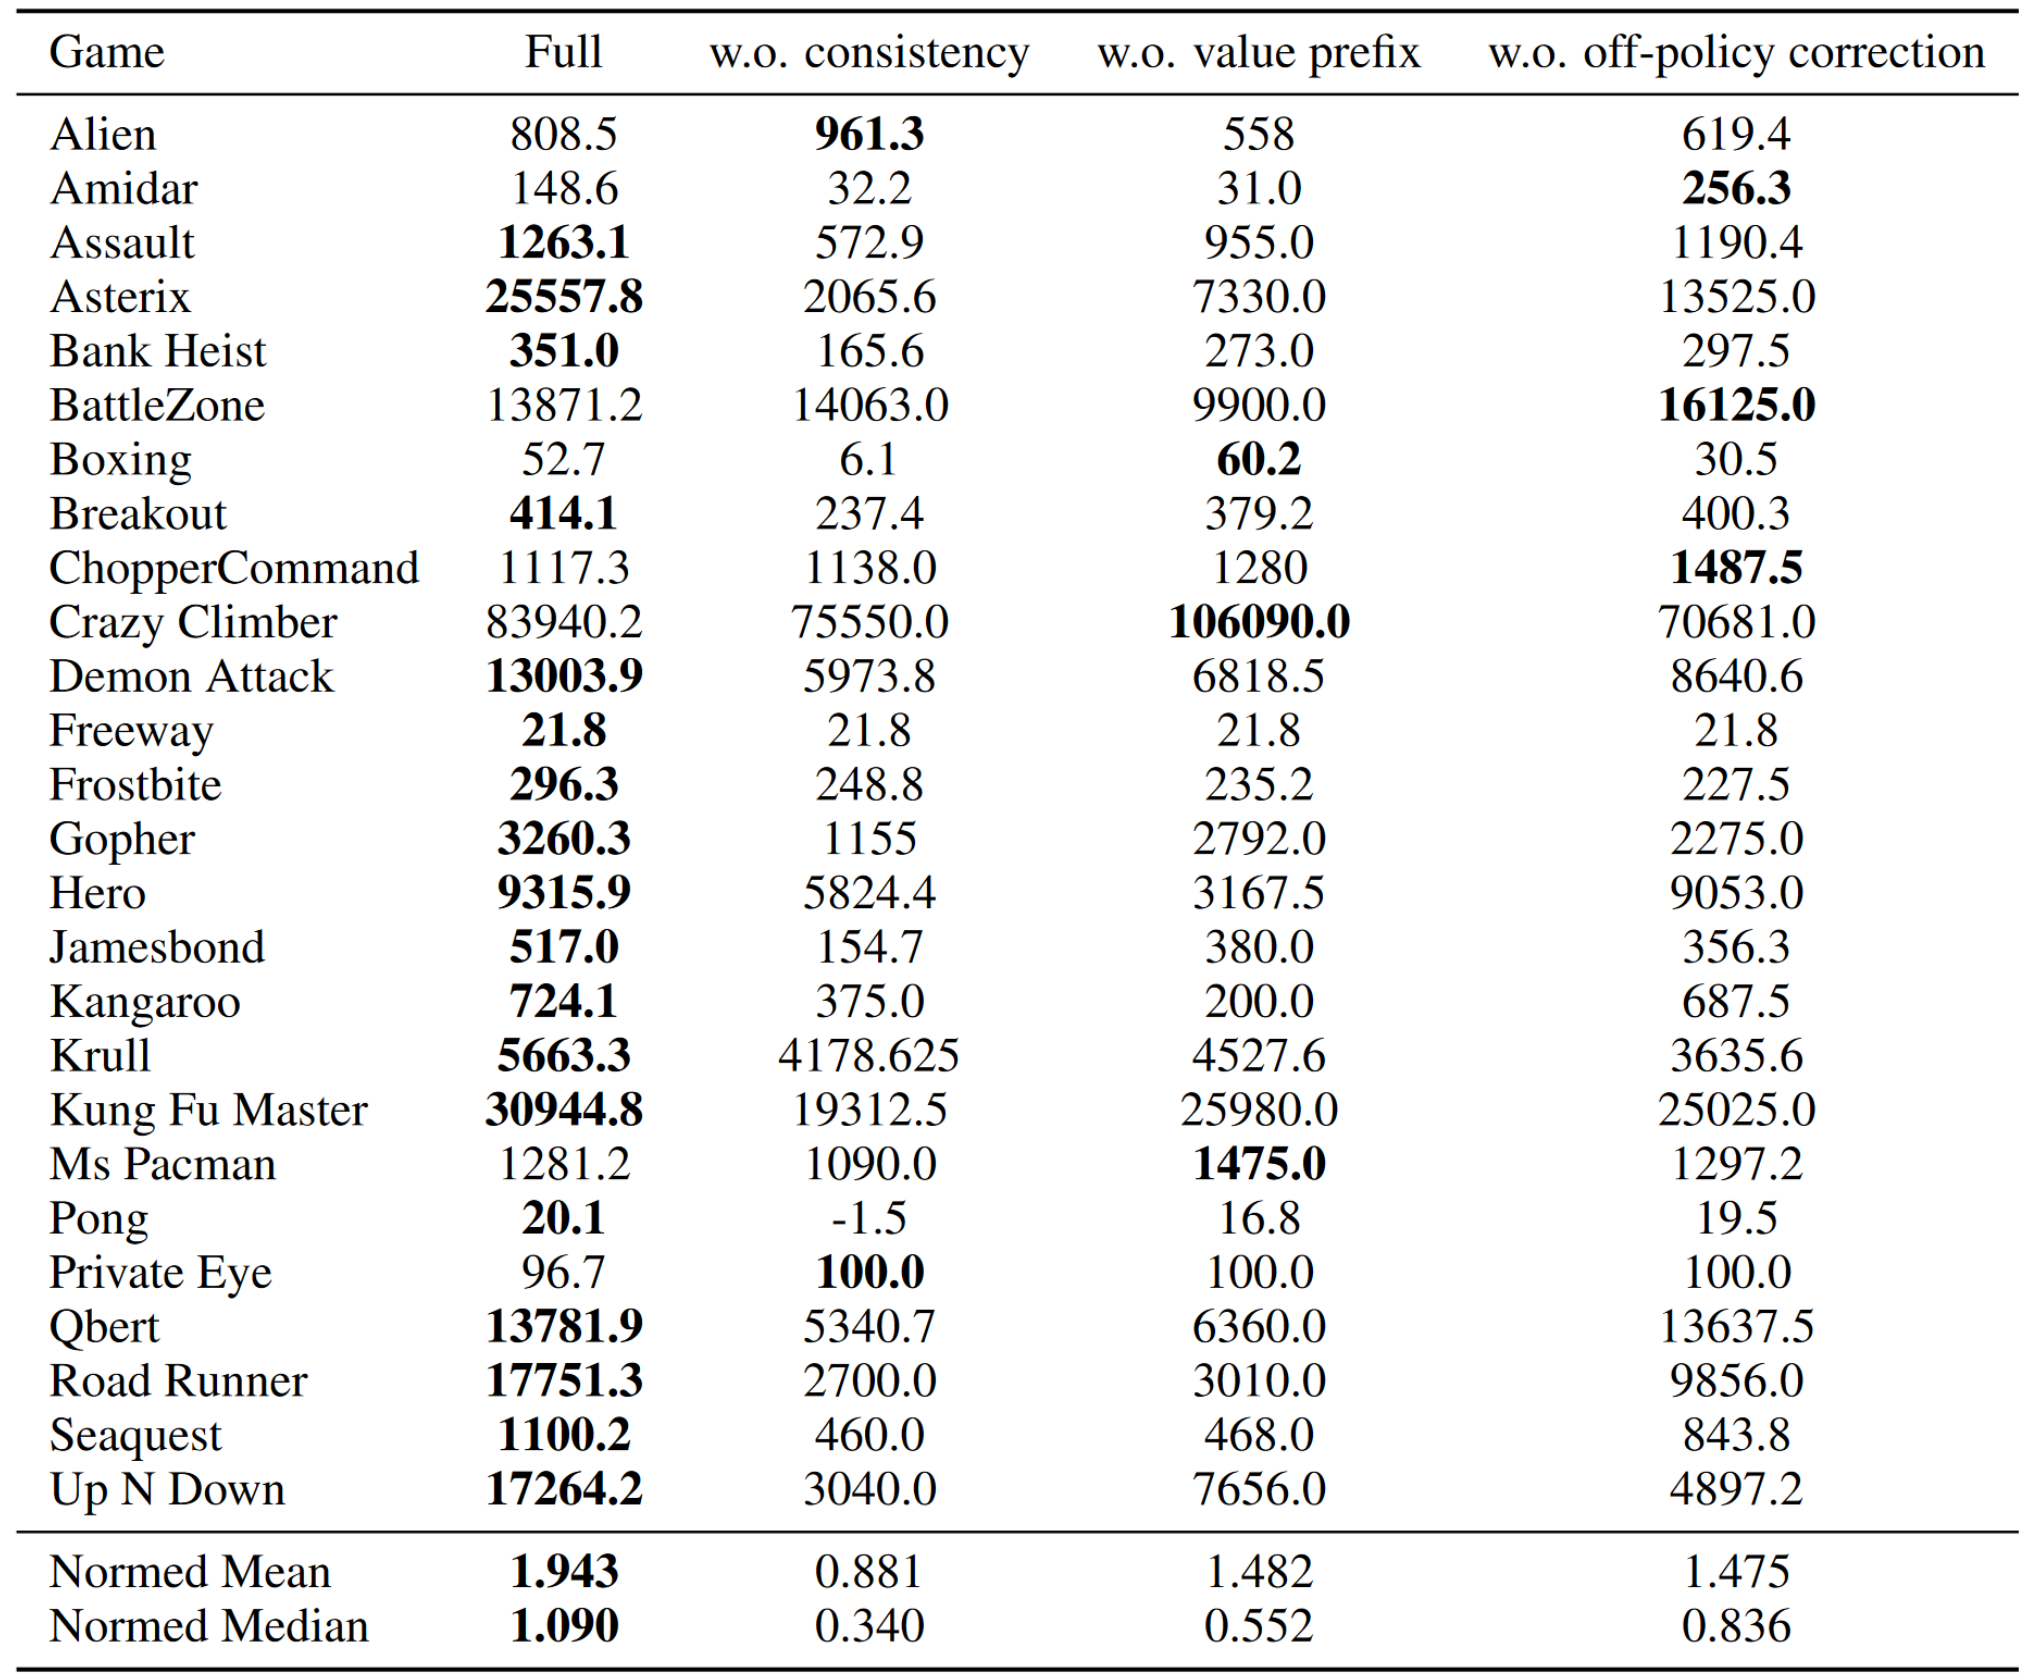 Game Full w.o. consistency w.o. value prefix w.o. off-policy correction
Alien 808.5 961.3 558 619.4
Amidar 148.6 32.2 31.0 256.3
Assault 1263.1 572.9 955.0 1190.4
Asterix 25557.8 2065.6 7330.0 13525.0
Bank Heist 351.0 165.6 273.0 297.5
BattleZone 13871.2 14063.0 9900.0 16125.0
Boxing 52.7 6.1 60.2 30.5
Breakout 414.1 237.4 379.2 400.3
ChopperCommand 1117.3 1138.0 1280 1487.5
Crazy Climber 83940.2 75550.0 106090.0 70681.0
Demon Attack 13003.9 5973.8 6818.5 8640.6
Freeway 21.8 21.8 21.8 21.8
Frostbite 296.3 248.8 235.2 227.5
Gopher 3260.3 1155 2792.0 2275.0
Hero 9315.9 5824.4 3167.5 9053.0
Jamesbond 517.0 154.7 380.0 356.3
Kangaroo 724.1 375.0 200.0 687.5
Krull 5663.3 4178.625 4527.6 3635.6
Kung Fu Master 30944.8 19312.5 25980.0 25025.0
Ms Pacman 1281.2 1090.0 1475.0 1297.2
Pong 20.1 -1.5 16.8 19.5
Private Eye 96.7 100.0 100.0 100.0
Qbert 13781.9 5340.7 6360.0 13637.5
Road Runner 17751.3 2700.0 3010.0 9856.0
Seaquest 1100.2 460.0 468.0 843.8
Up N Down 17264.2 3040.0 7656.0 4897.2
Normed Mean 1.943 0.881 1.482 1.475
Normed Median 1.090 0.340 0.552 0.836